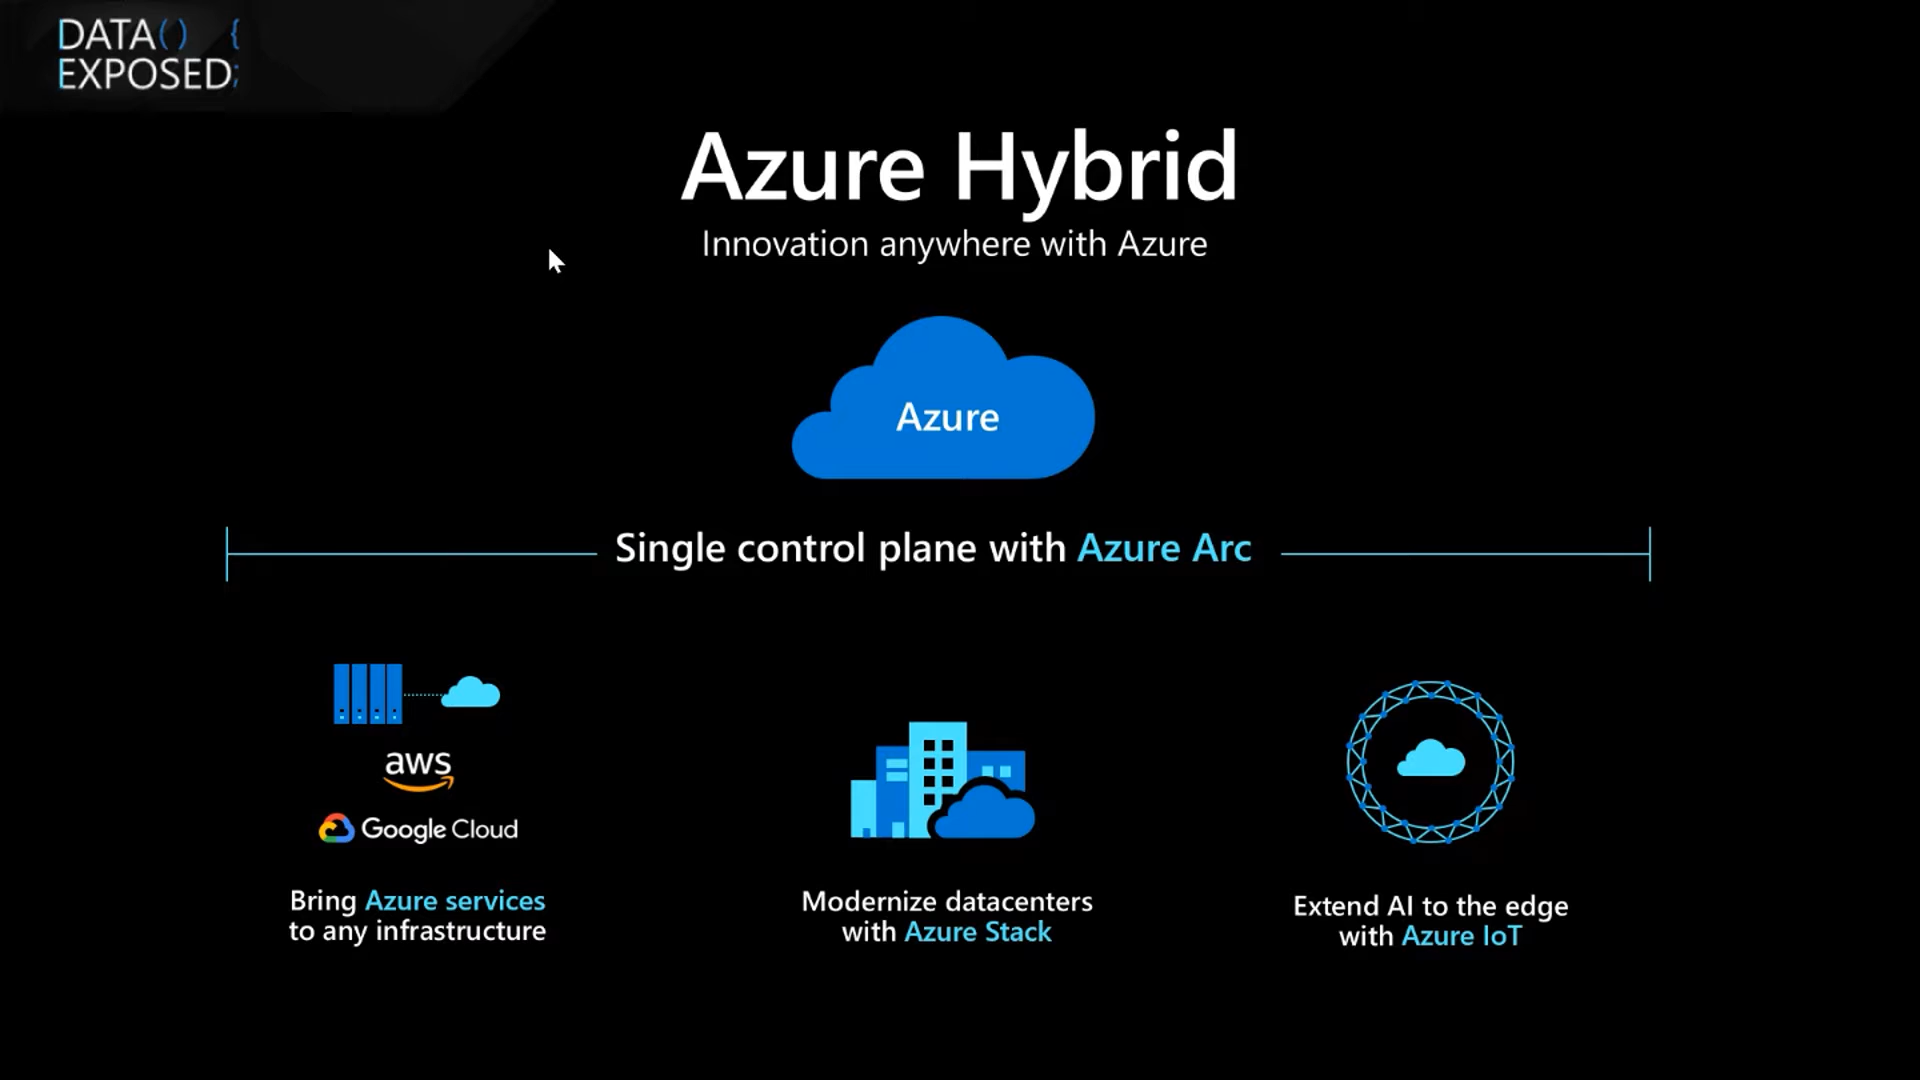 DATA() {
EXPOSED;
Azure Hybrid
Innovation anywhere with Azure
Azure
Single control plane with Azure Arc
aws
Google Cloud
Bring Azure services
to any infrastructure
Modernize datacenters
with Azure Stack
Extend AI to the edge
with Azure IoT